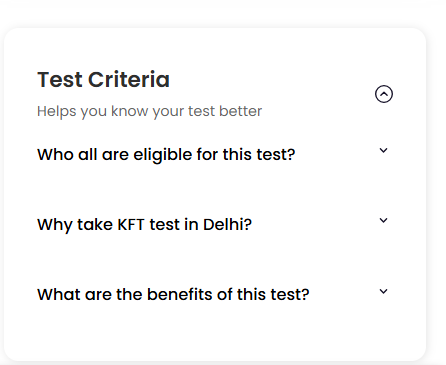 Test Criteria
Helps you know your test better
Who all are eligible for this test?
Why take KFT test in Delhi?
What are the benefits of this test?